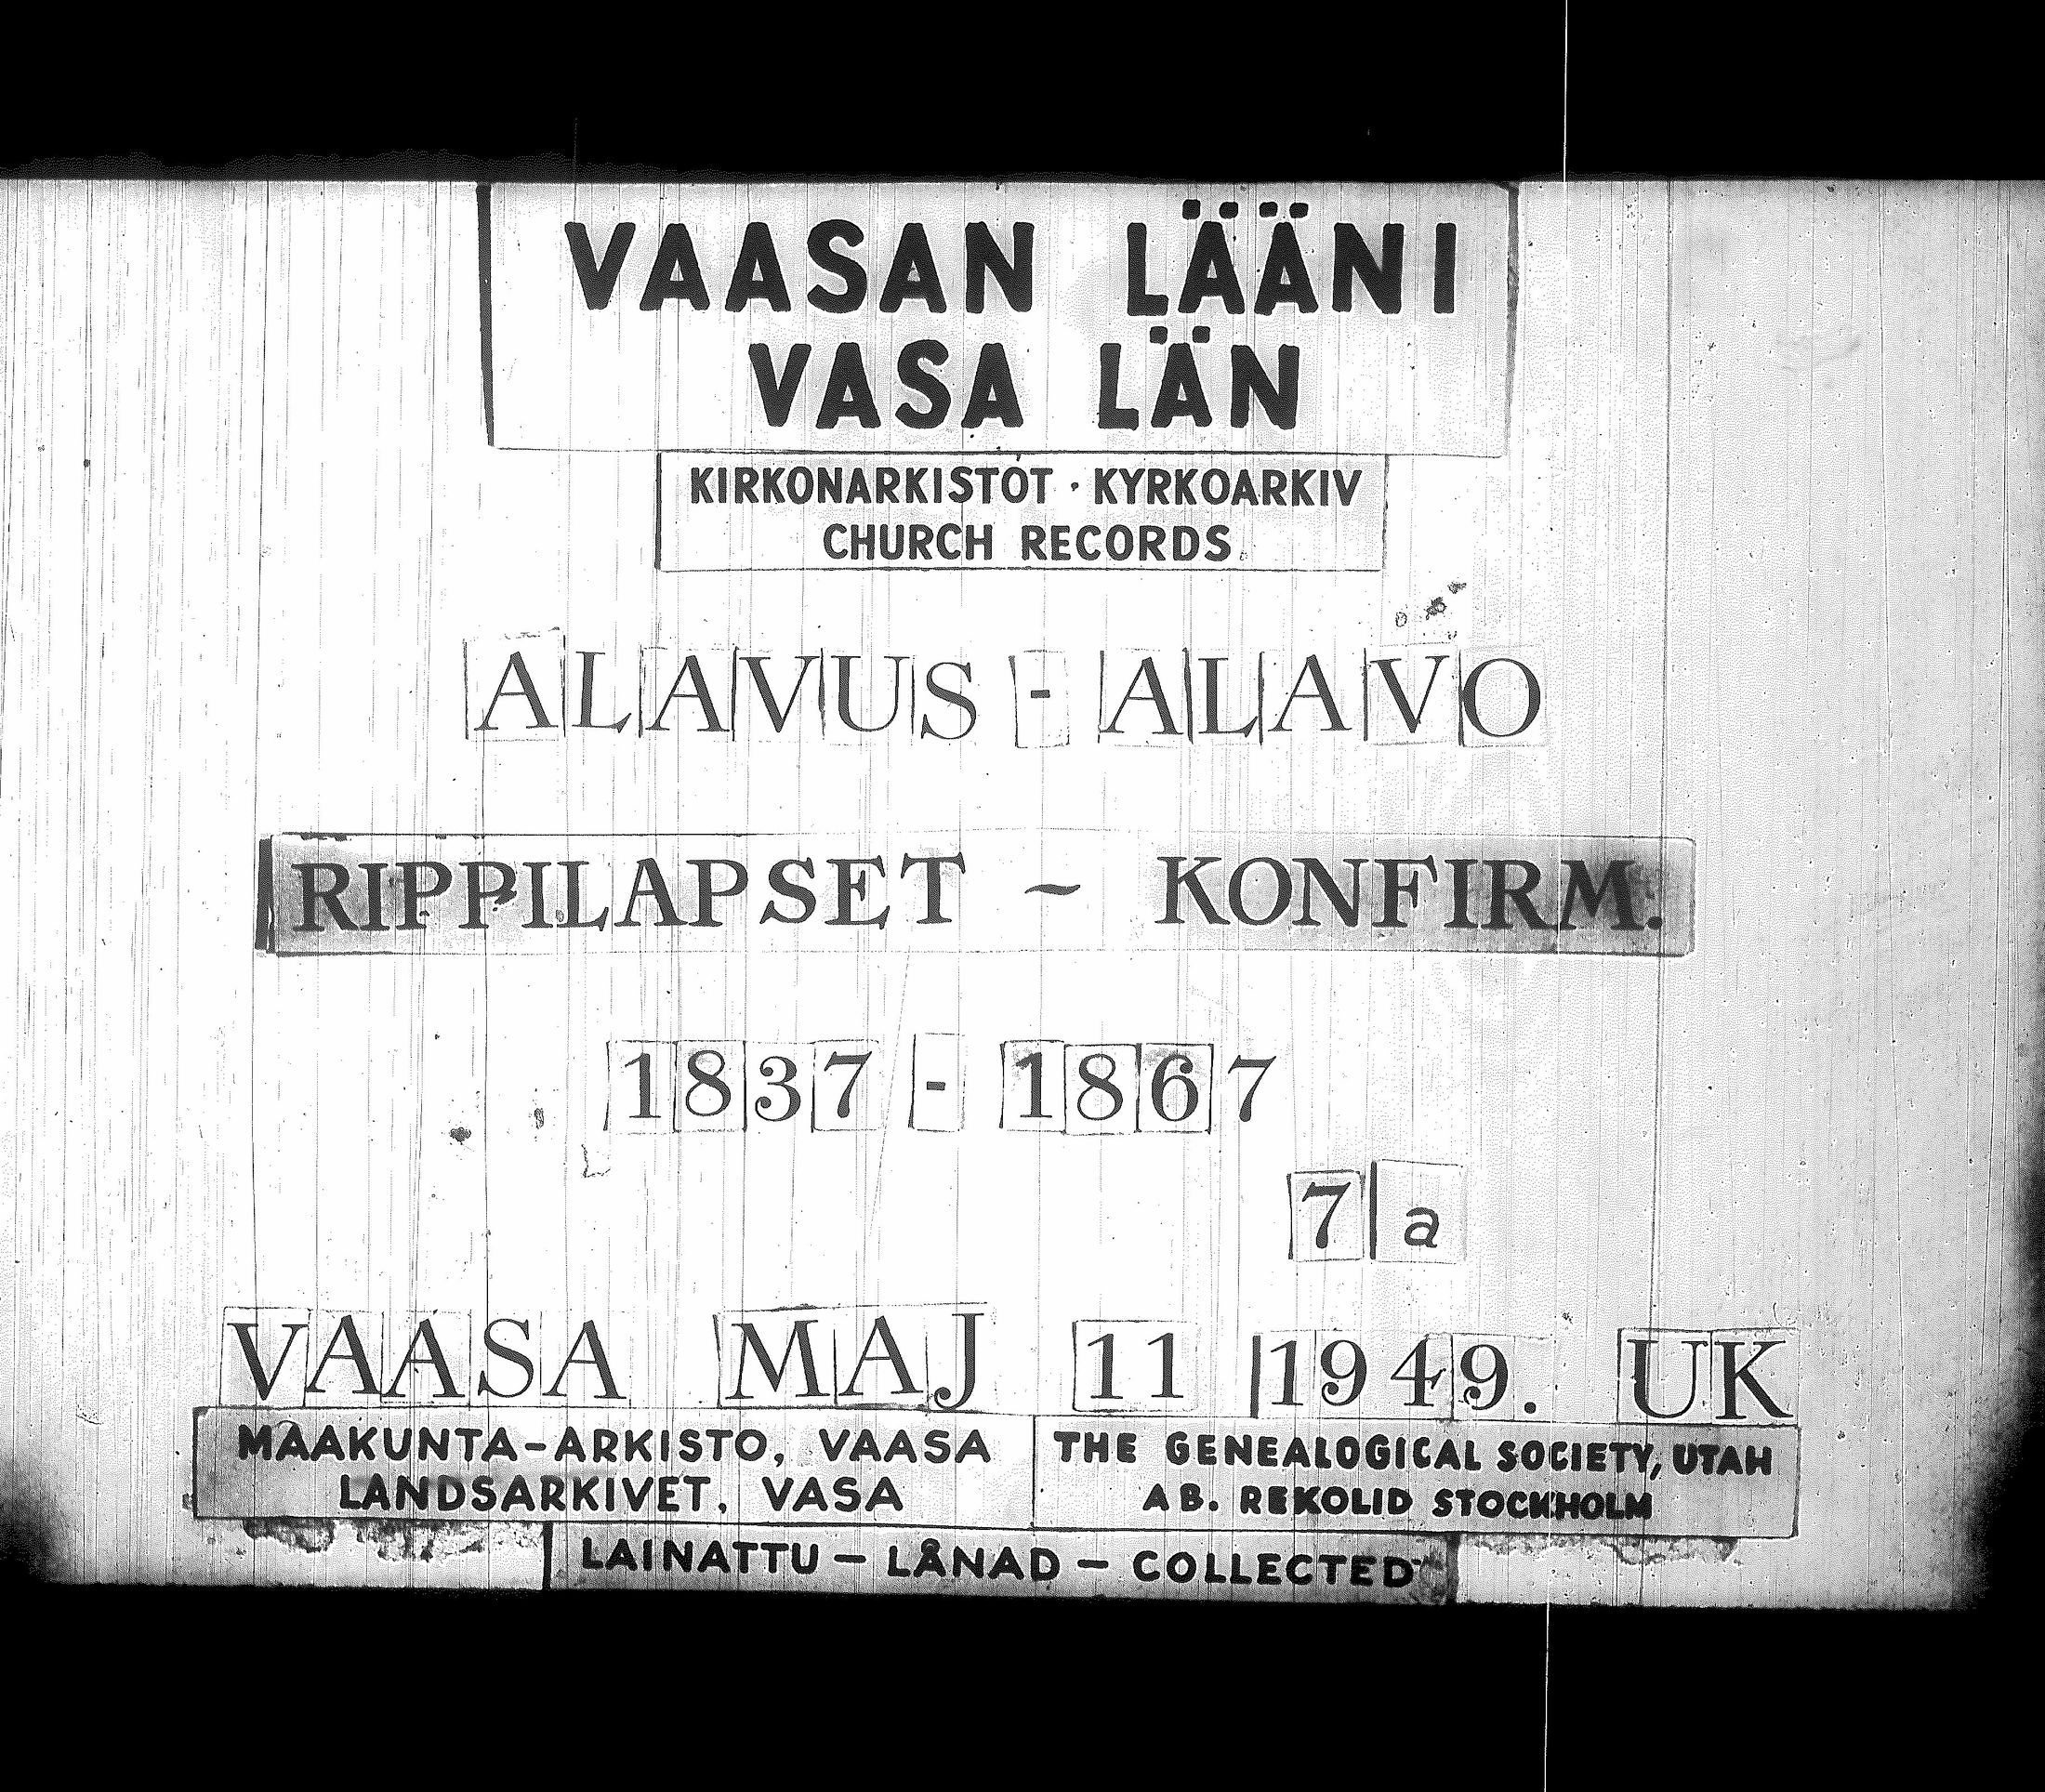 VAASAN LÄÄNI
VASA LÄN
KIRKONARKISTOT · KYRKOARKIV
CHURCH RECORDS
ALAVUS - ALAVO
RIPPILAPSET ~ KONFIRM.
1837 - 1867
7 a
VAASA MAJ 11 1949. UK
MAAKUNTA-ARKISTO, VAASA
LANDSARKIVET, VASA
THE GENEALOGICAL SOCIETY, UTAH
AB. REKOLID STOCKHOLM
LAINATTU - LÅNAD - COLLECTED